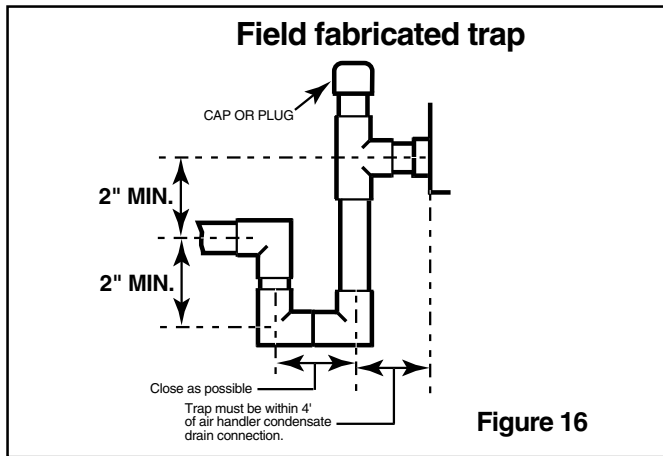 Field fabricated trap
CAP OR PLUG
2" MIN.
2" MIN.
Close as possible
Trap must be within 4'
of air handler condensate
drain connection.
Figure 16